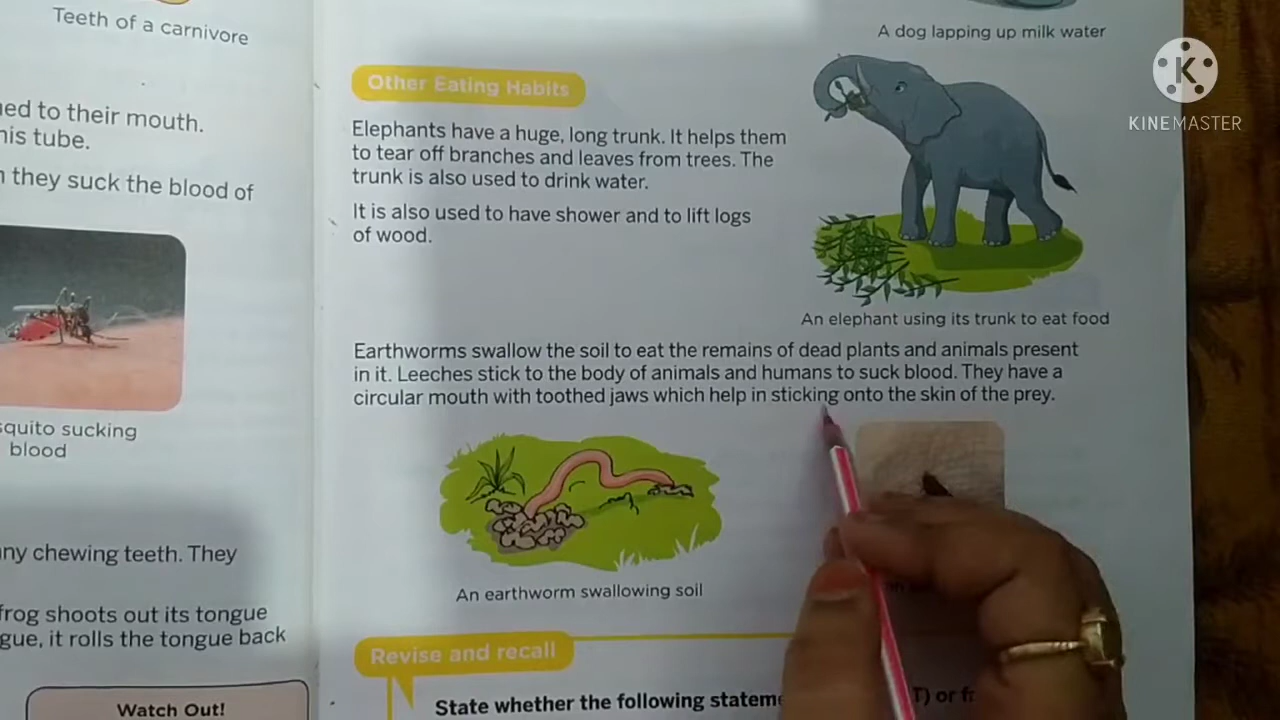 Teeth of a carnivore
to their mouth.
tube.
they suck the blood of
sucking
blood
chewing teeth. They
frog shoots out its tongue
it rolls the tongue back
Watch Out!
A dog lapping up milk water
Other Eating Habits
Elephants have a huge, long trunk. It helps them
to tear off branches and leaves from trees. The
trunk is also used to drink water.
It is also used to have shower and to lift logs
of wood.
An elephant using its trunk to eat food
Earthworms swallow the soil to eat the remains of dead plants and animals present
in it. Leeches stick to the body of animals and humans to suck blood. They have a
circular mouth with toothed jaws which help in sticking onto the skin of the prey.
An earthworm swallowing soil
Revise and recall
State whether the following
T) or
K
KINEMASTER